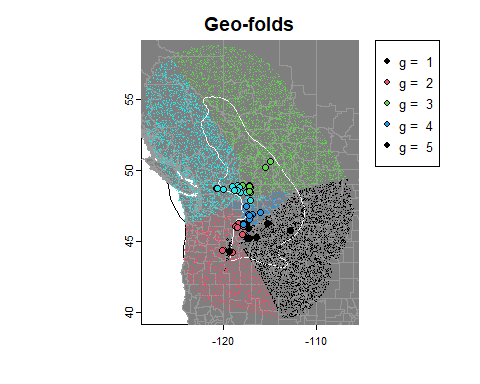 Geo-folds
g = 1
g = 2
g = 3
g = 4
g = 5
55
50
45
40
-120
-110